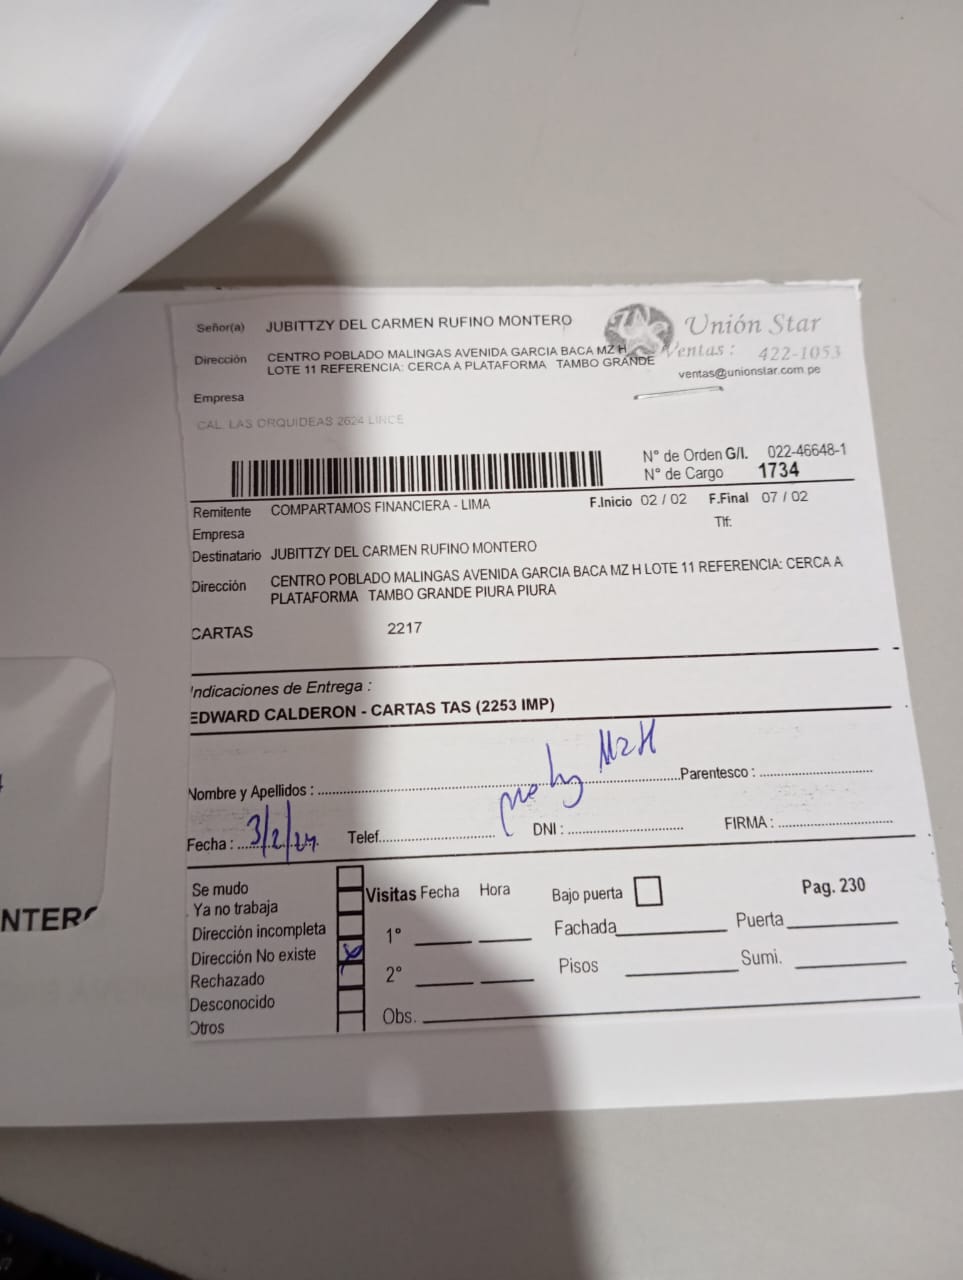 Señor(a) JUBITTZY DEL CARMEN RUFINO MONTERO
Unión Star
Dirección CENTRO POBLADO MALINGAS AVENIDA GARCIA BACA MZ H
LOTE 11 REFERENCIA: CERCA A PLATAFORMA TAMBO GRANDE
Ventas: 422-1053
ventas@unionstar.com.pe
Empresa
CAL. LAS ORQUIDEAS 2624 LINCE
N° de Orden G/I. 022-46648-1
N° de Cargo 1734
Remitente COMPARTAMOS FINANCIERA - LIMA F.Inicio 02 / 02 F.Final 07 / 02
Empresa Tlf:
Destinatario JUBITTZY DEL CARMEN RUFINO MONTERO
Dirección CENTRO POBLADO MALINGAS AVENIDA GARCIA BACA MZ H LOTE 11 REFERENCIA: CERCA A
PLATAFORMA TAMBO GRANDE PIURA PIURA
CARTAS 2217
Indicaciones de Entrega :
EDWARD CALDERON - CARTAS TAS (2253 IMP)
no hay MzH
Nombre y Apellidos : Parentesco :
Fecha : 3/2/24 Telef. DNI : FIRMA :
Se mudo
Ya no trabaja
Dirección incompleta
Dirección No existe
Rechazado
Desconocido
Otros
Visitas Fecha Hora
1°
2°
Obs.
Bajo puerta
Pag. 230
Fachada Puerta
Pisos Sumi.